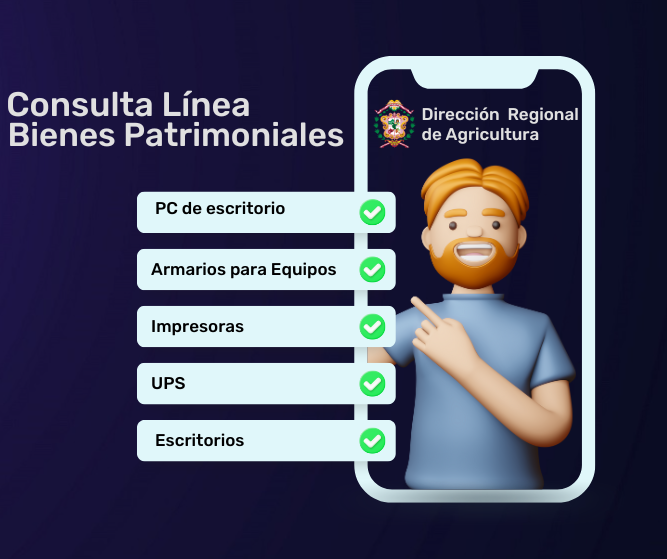 Consulta Línea
Bienes Patrimoniales
Dirección Regional
de Agricultura
PC de escritorio
Armarios para Equipos
Impresoras
UPS
Escritorios